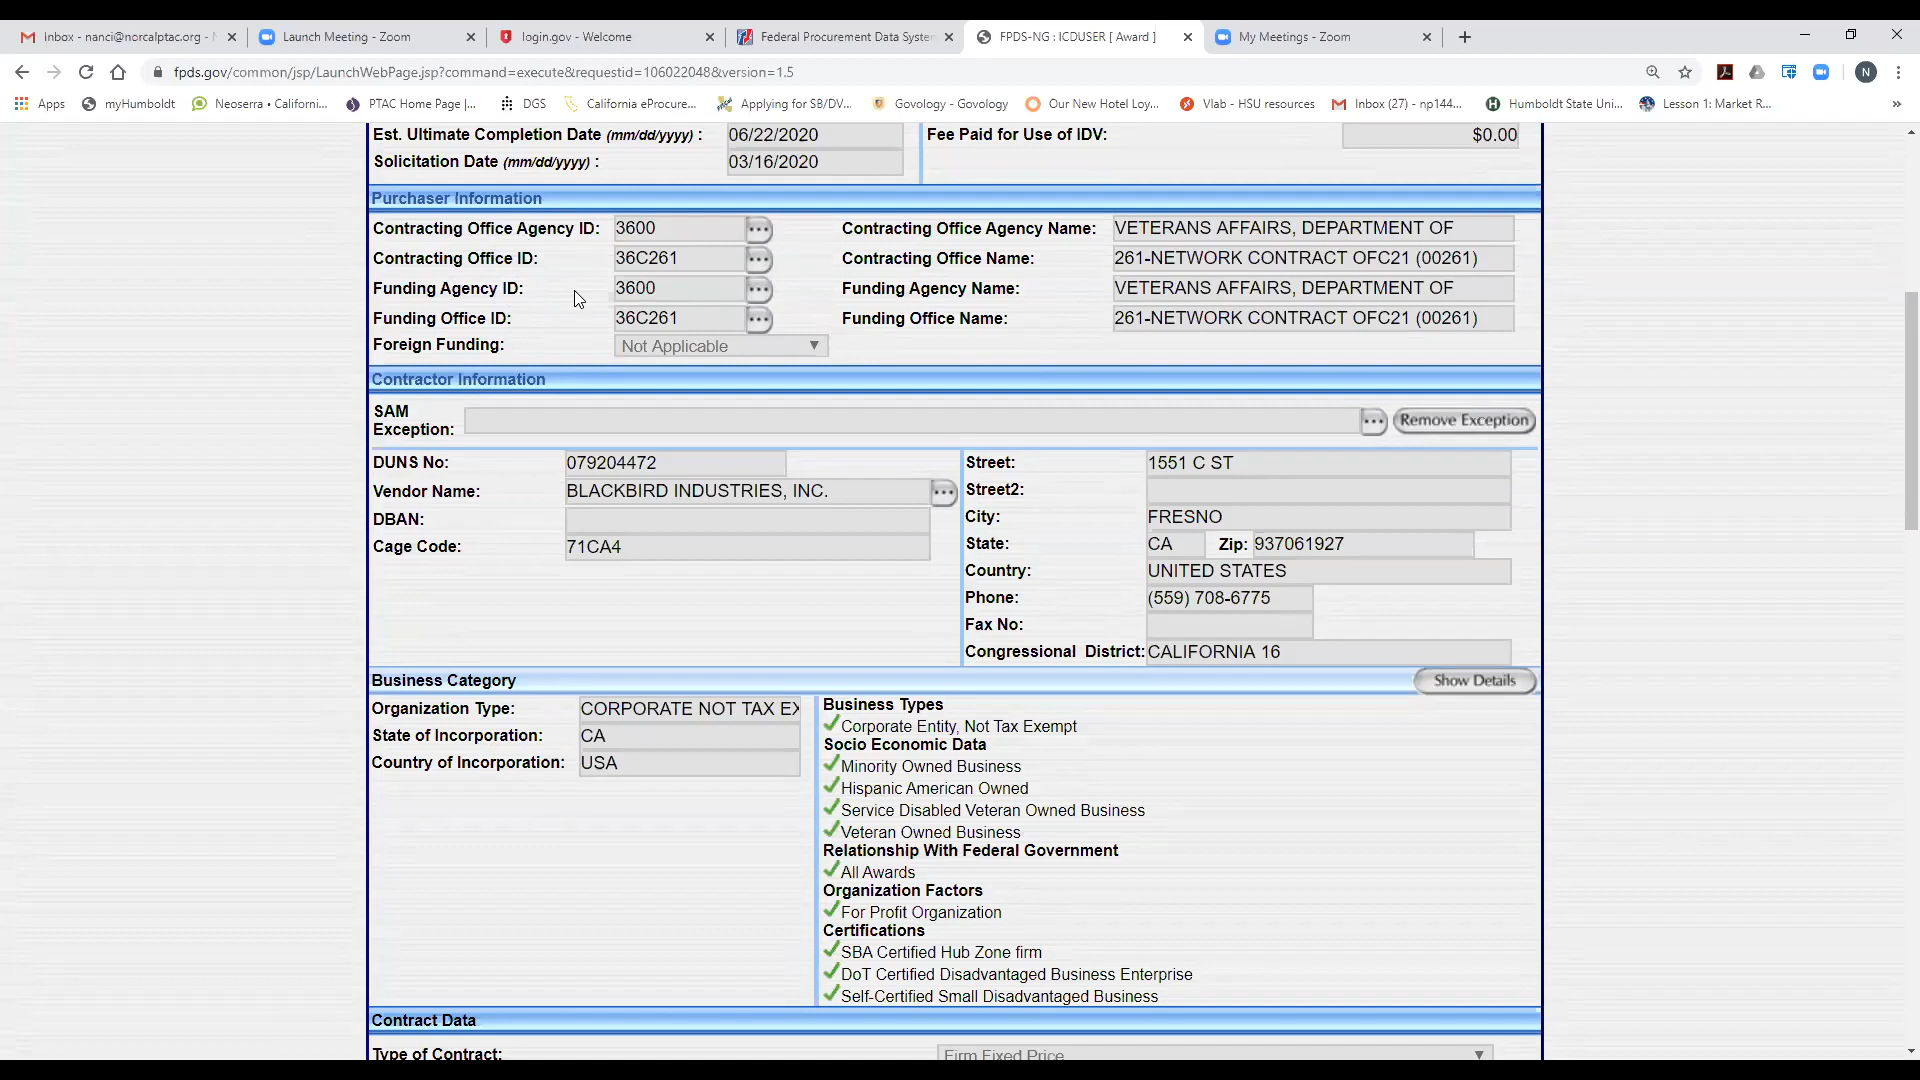 Inbox - nanci@norcalptac.org -
Launch Meeting - Zoom
login.gov - Welcome
Federal Procurement Data System
FPDS-NG : ICDUSER [ Award ]
My Meetings - Zoom
fpds.gov/common/jsp/LaunchWebPage.jsp?command=execute&requestid=106022048&version=1.5
N
Apps
myHumboldt
Neoserra • Californi...
PTAC Home Page |...
DGS
California eProcure...
Applying for SB/DV...
Govology - Govology
Our New Hotel Loy...
Vlab - HSU resources
Inbox (27) - np144...
Humboldt State Uni...
Lesson 1: Market R...
Est. Ultimate Completion Date (mm/dd/yyyy) : 06/22/2020 Fee Paid for Use of IDV: $0.00
Solicitation Date (mm/dd/yyyy) : 03/16/2020
Purchaser Information
Contracting Office Agency ID: 3600 Contracting Office Agency Name: VETERANS AFFAIRS, DEPARTMENT OF
Contracting Office ID: 36C261 Contracting Office Name: 261-NETWORK CONTRACT OFC21 (00261)
Funding Agency ID: 3600 Funding Agency Name: VETERANS AFFAIRS, DEPARTMENT OF
Funding Office ID: 36C261 Funding Office Name: 261-NETWORK CONTRACT OFC21 (00261)
Foreign Funding: Not Applicable
Contractor Information
SAM
Exception: Remove Exception
DUNS No: 079204472
Vendor Name: BLACKBIRD INDUSTRIES, INC.
DBAN:
Cage Code: 71CA4
Street: 1551 C ST
Street2:
City: FRESNO
State: CA Zip: 937061927
Country: UNITED STATES
Phone: (559) 708-6775
Fax No:
Congressional District: CALIFORNIA 16
Business Category Show Details
Organization Type: CORPORATE NOT TAX EX
State of Incorporation: CA
Country of Incorporation: USA
Business Types
Corporate Entity, Not Tax Exempt
Socio Economic Data
Minority Owned Business
Hispanic American Owned
Service Disabled Veteran Owned Business
Veteran Owned Business
Relationship With Federal Government
All Awards
Organization Factors
For Profit Organization
Certifications
SBA Certified Hub Zone firm
DoT Certified Disadvantaged Business Enterprise
Self-Certified Small Disadvantaged Business
Contract Data
Type of Contract: Firm Fixed Price